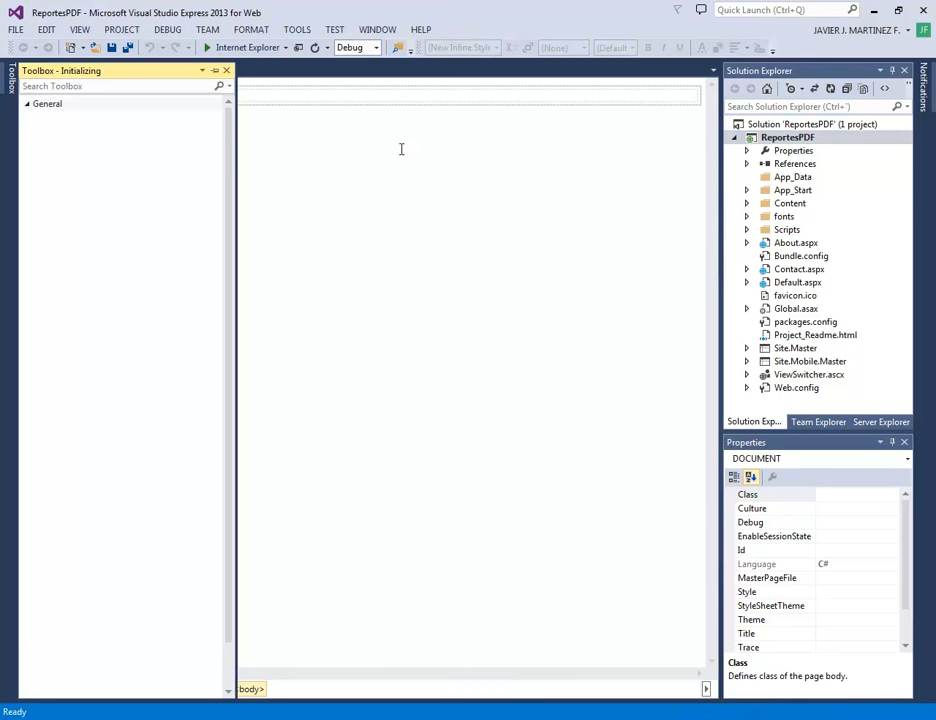 ReportesPDF - Microsoft Visual Studio Express 2013 for Web
Quick Launch (Ctrl+Q)
FILE EDIT VIEW PROJECT DEBUG TEAM FORMAT TOOLS TEST WINDOW HELP
JAVIER J. MARTINEZ F.
JF
Internet Explorer
Debug
(New Inline Style
(None)
(Default
B I U A
Toolbox
Toolbox - Initializing
Search Toolbox
General
body>
Solution Explorer
Search Solution Explorer (Ctrl+´)
Solution 'ReportesPDF' (1 project)
ReportesPDF
Properties
References
App_Data
App_Start
Content
fonts
Scripts
About.aspx
Bundle.config
Contact.aspx
Default.aspx
favicon.ico
Global.asax
packages.config
Project_Readme.html
Site.Master
Site.Mobile.Master
ViewSwitcher.ascx
Web.config
Solution Exp... Team Explorer Server Explorer
Properties
DOCUMENT
Class
Culture
Debug
EnableSessionState
Id
Language C#
MasterPageFile
Style
StyleSheetTheme
Theme
Title
Trace
Class
Defines class of the page body.
Notifications
Ready